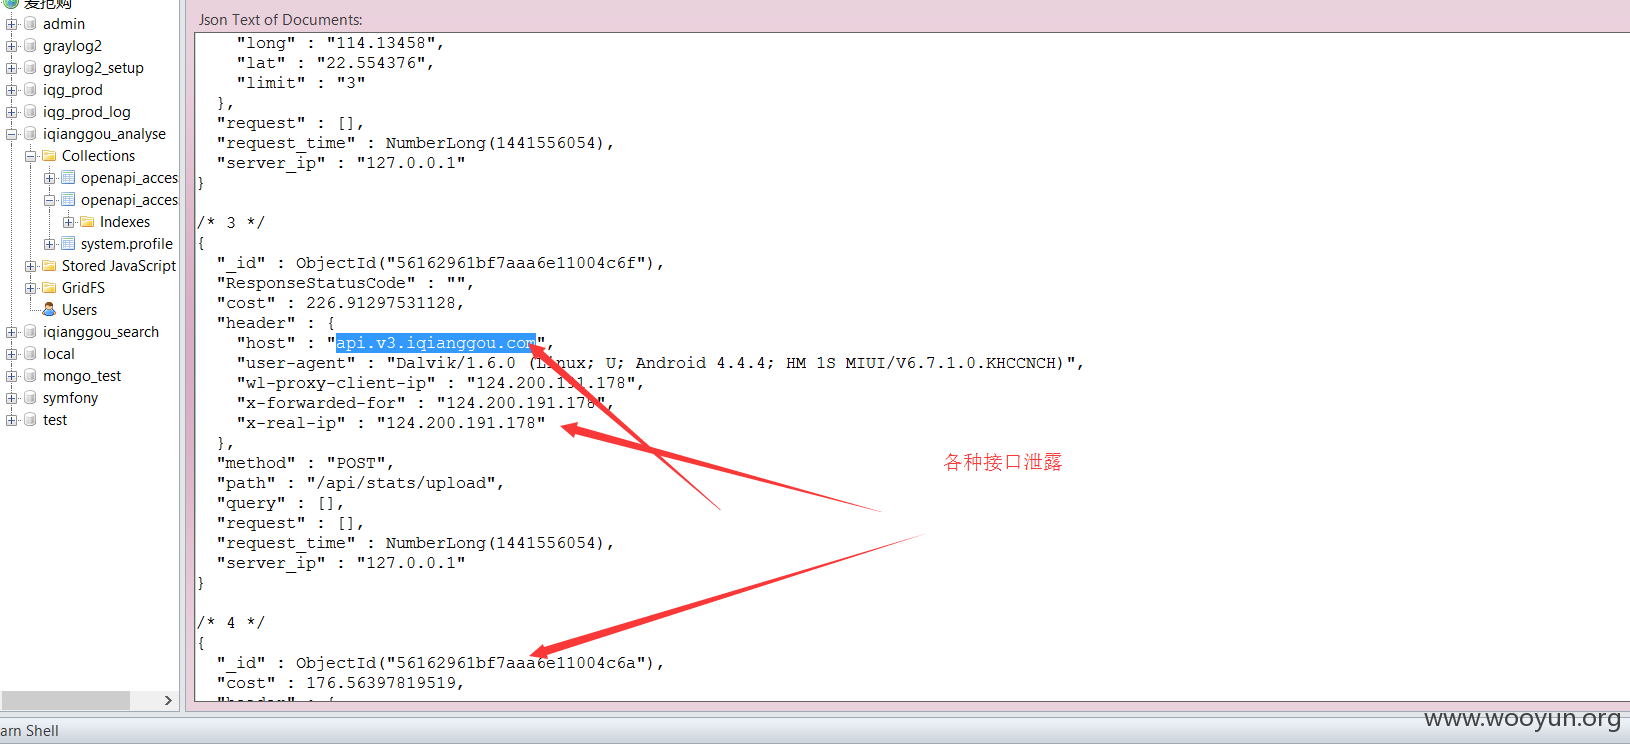 爱抢购
admin
graylog2
graylog2_setup
iqg_prod
iqg_prod_log
iqianggou_analyse
Collections
openapi_acces
openapi_acces
Indexes
system.profile
Stored JavaScript
GridFS
Users
iqianggou_search
local
mongo_test
symfony
test
Json Text of Documents:
"long" : "114.13458",
"lat" : "22.554376",
"limit" : "3"
},
"request" : [],
"request_time" : NumberLong(1441556054),
"server_ip" : "127.0.0.1"
}
/* 3 */
{
"_id" : ObjectId("56162961bf7aaa6e11004c6f"),
"ResponseStatusCode" : "",
"cost" : 226.91297531128,
"header" : {
"host" : "api.v3.iqianggou.com",
"user-agent" : "Dalvik/1.6.0 (Linux; U; Android 4.4.4; HM 1S MIUI/V6.7.1.0.KHCCNCH)",
"wl-proxy-client-ip" : "124.200.191.178",
"x-forwarded-for" : "124.200.191.178",
"x-real-ip" : "124.200.191.178"
},
"method" : "POST",
"path" : "/api/stats/upload",
"query" : [],
"request" : [],
"request_time" : NumberLong(1441556054),
"server_ip" : "127.0.0.1"
}
/* 4 */
{
"_id" : ObjectId("56162961bf7aaa6e11004c6a"),
"cost" : 176.56397819519,
"header" : {
各种接口泄露
www.wooyun.org
arn Shell